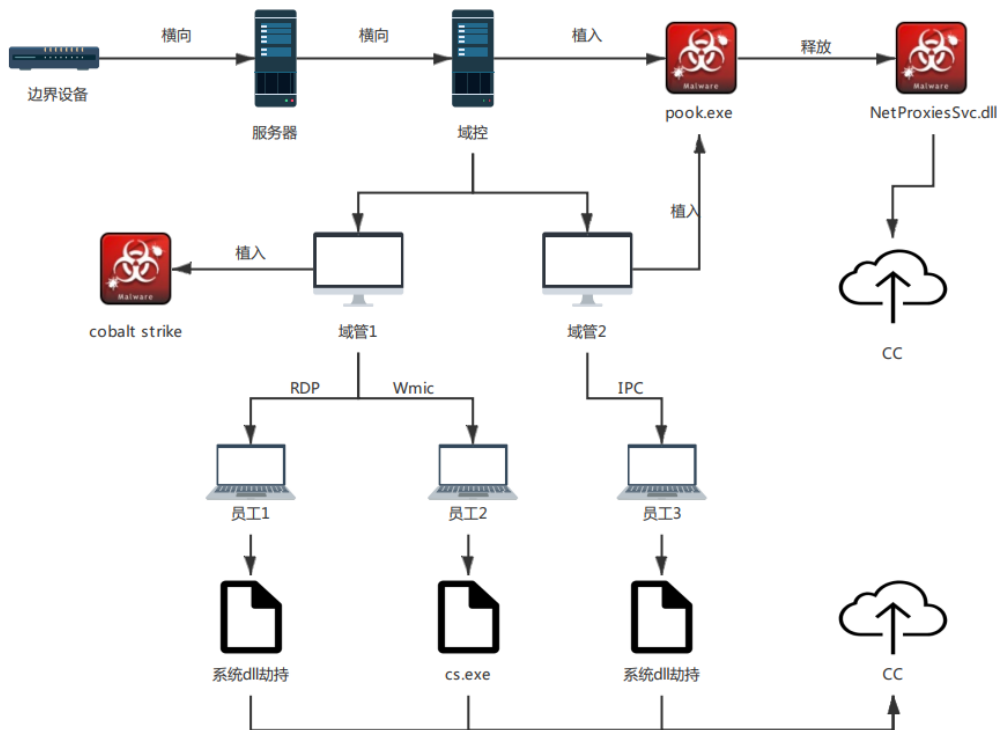 横向
横向
植入
释放
Malware
Malware
边界设备
服务器
域控
pook.exe
NetProxiesSvc.dll
植入
植入
Malware
cobalt strike
域管1
域管2
CC
RDP
Wmic
IPC
员工1
员工2
员工3
系统dll劫持
cs.exe
系统dll劫持
CC